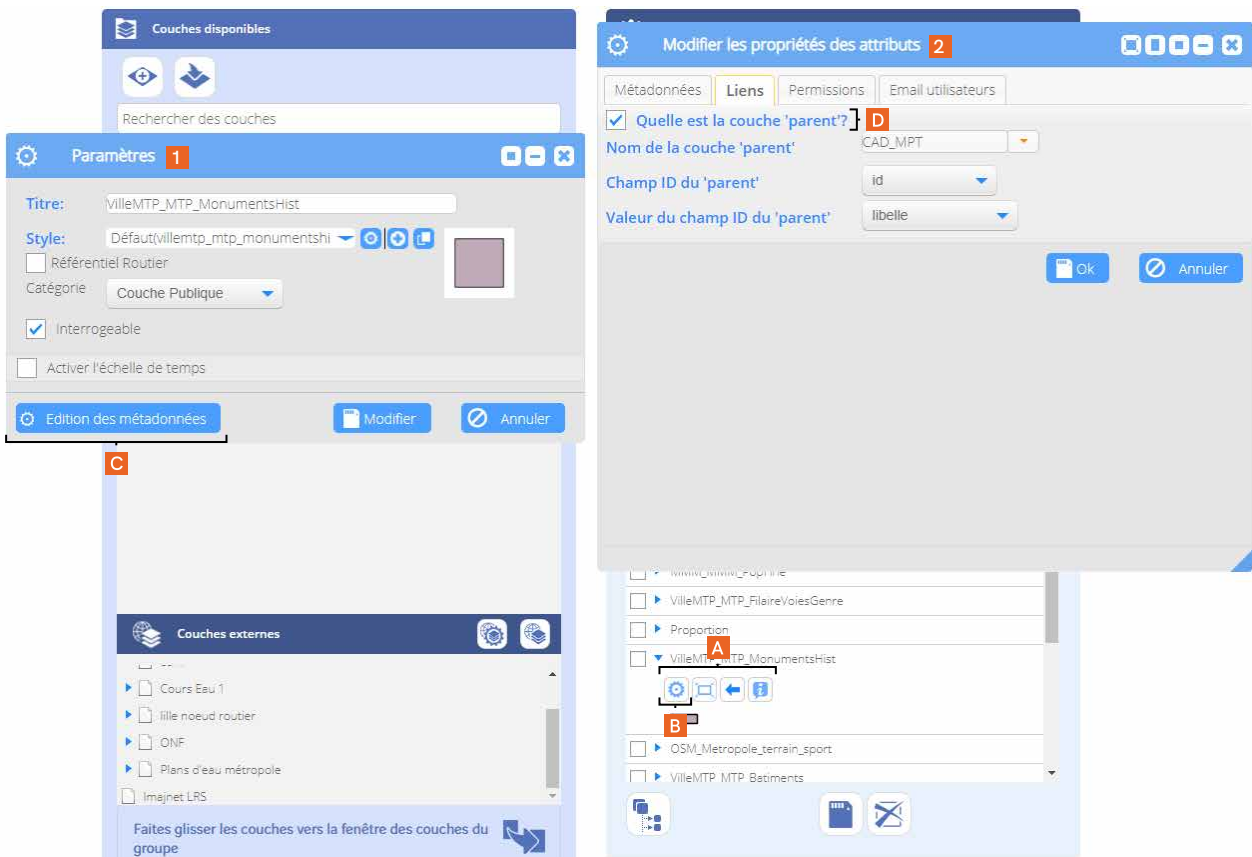 Couches disponibles
Rechercher des couches
Paramètres 1
Titre: VilleMTP_MTP_MonumentsHist
Style: Défaut(villemtp_mtp_monumentshi
Référentiel Routier
Catégorie Couche Publique
Interrogeable
Activer l'échelle de temps
Edition des métadonnées Modifier Annuler
C
Couches externes
Cours Eau 1
lille noeud routier
ONF
Plans d'eau métropole
Imajnet LRS
Faites glisser les couches vers la fenêtre des couches du
groupe
Modifier les propriétés des attributs 2
Métadonnées Liens Permissions Email utilisateurs
Quelle est la couche 'parent'? D
Nom de la couche 'parent' CAD_MPT
Champ ID du 'parent' id
Valeur du champ ID du 'parent' libelle
Ok Annuler
VilleMTP_MTP_FilaireVoiesGenre
Proportion
A
VilleMTP_MTP_MonumentsHist
B
OSM_Metropole_terrain_sport
VilleMTP_MTP_Batiments